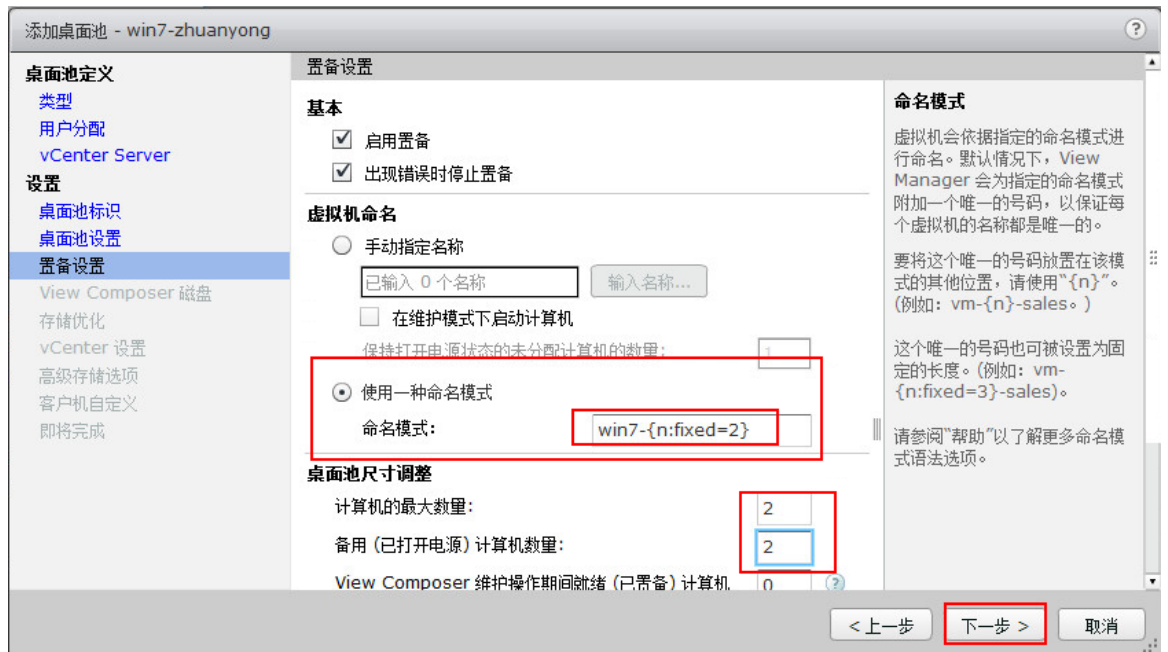 添加桌面池 - win7-zhuanyong
?
桌面池定义
类型
用户分配
vCenter Server
设置
桌面池标识
桌面池设置
置备设置
View Composer 磁盘
存储优化
vCenter 设置
高级存储选项
客户机自定义
即将完成
置备设置
基本
启用置备
出现错误时停止置备
虚拟机命名
手动指定名称
已输入 0 个名称
输入名称...
在维护模式下启动计算机
保持打开电源状态的未分配计算机的数量:
1
使用一种命名模式
命名模式:
win7-{n:fixed=2}
桌面池尺寸调整
计算机的最大数量:
2
备用 (已打开电源) 计算机数量:
2
View Composer 维护操作期间就绪 (已置备) 计算机
0
?
命名模式
虚拟机会依据指定的命名模式进
行命名。默认情况下，View
Manager 会为指定的命名模式
附加一个唯一的号码，以保证每
个虚拟机的名称都是唯一的。
要将这个唯一的号码放置在该模
式的其他位置，请使用“{n}”。
(例如: vm-{n}-sales。)
这个唯一的号码也可被设置为固
定的长度。(例如: vm-
{n:fixed=3}-sales)。
请参阅“帮助”以了解更多命名模
式语法选项。
< 上一步
下一步 >
取消